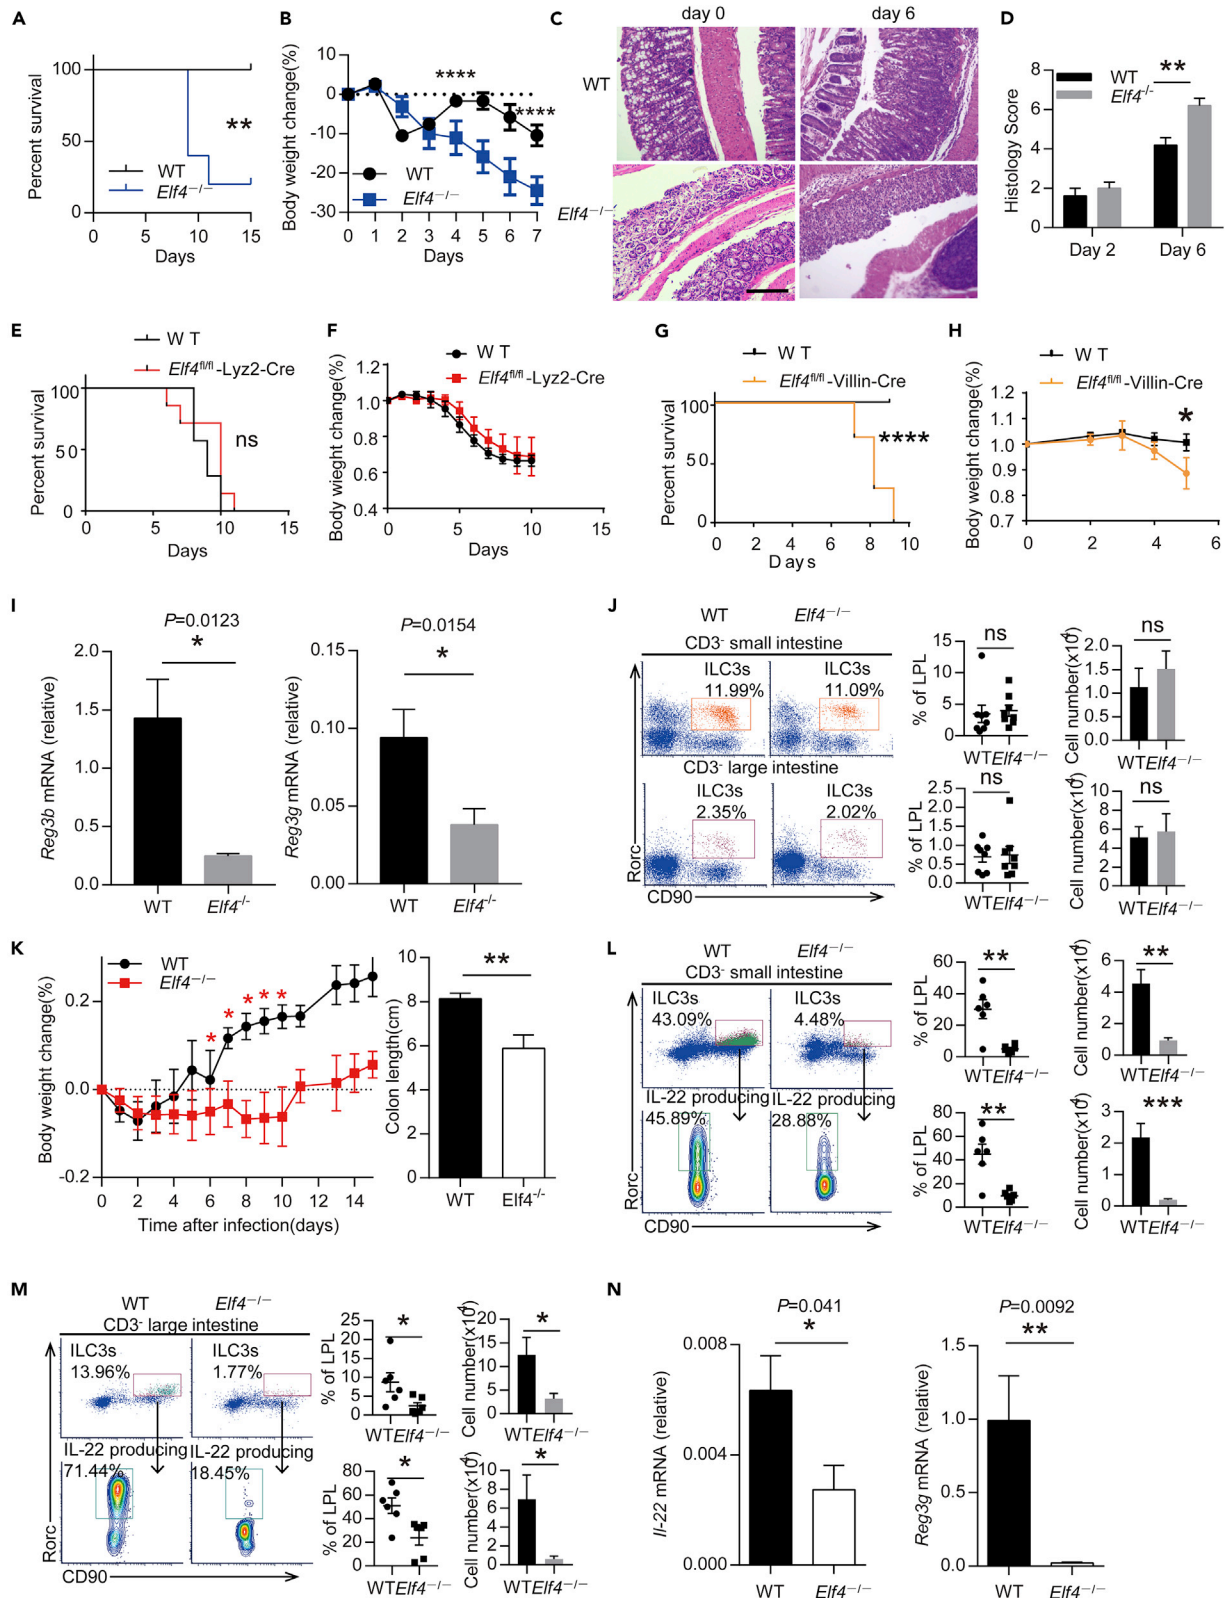 A
Percent survival
100
50
0
0 5 10 15
Days
**
WT
Elf4−/−
B
Body weight change(%)
10
0
-10
-20
-30
0 1 2 3 4 5 6 7
Days
****
****
WT
Elf4−/−
C
day 0
day 6
WT
Elf4−/−
D
Histology Score
8
6
4
2
0
WT
Elf4-/-
**
Day 2 Day 6
E
W T
Elf4fl/fl-Lyz2-Cre
Percent survival
100
50
0
ns
0 5 10 15
Days
F
W T
Elf4fl/fl-Lyz2-Cre
Body wieght change(%)
1.2
1.0
0.8
0.6
0.4
0 5 10 15
Days
G
W T
Elf4fl/fl-Villin-Cre
Percent survival
100
50
0
****
0 2 4 6 8 10
Days
H
W T
Elf4fl/fl-Villin-Cre
Body weight change(%)
1.2
1.1
1.0
0.9
0.8
0.7
*
0 2 4 6
I
P=0.0123
*
Reg3b mRNA (relative)
2.0
1.5
1.0
0.5
0.0
WT Elf4-/-
P=0.0154
*
Reg3g mRNA (relative)
0.15
0.10
0.05
0.00
WT Elf4-/-
J
WT Elf4−/−
CD3- small intestine
ILC3s
11.99%
ILC3s
11.09%
CD3- large intestine
ILC3s
2.35%
ILC3s
2.02%
Rorc
CD90
ns
% of LPL
15
10
5
0
WT Elf4−/−
ns
Cell number(x10^4)
2.0
1.5
1.0
0.5
0.0
WT Elf4−/−
ns
% of LPL
2.5
2.0
1.5
1.0
0.5
0.0
WT Elf4−/−
ns
Cell number(x10^4)
10
8
6
4
2
0
WT Elf4−/−
K
WT
Elf4−/−
Body weight change(%)
0.2
0.0
-0.2
* * * * *
0 2 4 6 8 10 12 14
Time after infection(days)
Colon length(cm)
10
8
6
4
2
0
**
WT Elf4-/-
L
WT Elf4−/−
CD3- small intestine
ILC3s
43.09%
ILC3s
4.48%
IL-22 producing
45.89%
IL-22 producing
28.88%
Rorc
CD90
**
% of LPL
60
40
20
0
WT Elf4−/−
**
Cell number(x10^4)
6
4
2
0
WT Elf4−/−
**
% of LPL
80
60
40
20
0
WT Elf4−/−
***
Cell number(x10^4)
3
2
1
0
WT Elf4−/−
M
WT Elf4−/−
CD3- large intestine
ILC3s
13.96%
ILC3s
1.77%
IL-22 producing
71.44%
IL-22 producing
18.45%
Rorc
CD90
*
% of LPL
25
20
15
10
5
0
WT Elf4−/−
*
Cell number(x10^4)
20
15
10
5
0
WT Elf4−/−
*
% of LPL
80
60
40
20
0
WT Elf4−/−
*
Cell number(x10^4)
10
8
6
4
2
0
WT Elf4−/−
N
P=0.041
*
Il-22 mRNA (relative)
0.008
0.004
0.000
WT Elf4−/−
P=0.0092
**
Reg3g mRNA (relative)
1.5
1.0
0.5
0.0
WT Elf4−/−